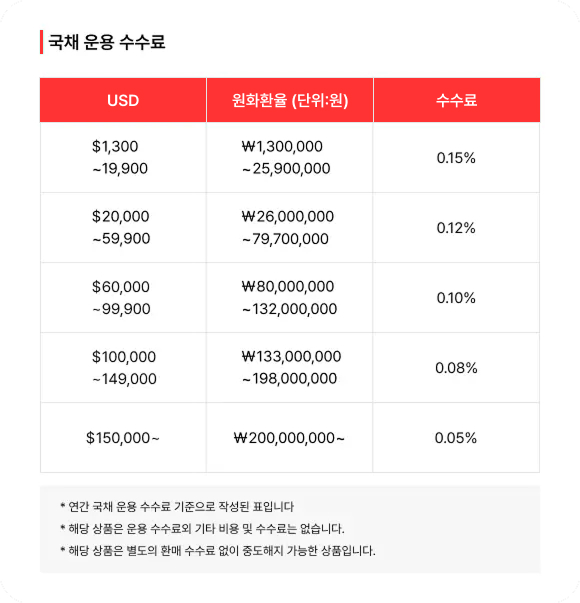 국채 운용 수수료
USD 원화환율 (단위:원) 수수료
$1,300 ₩1,300,000
~19,900 ~25,900,000
0.15%
$20,000 ₩26,000,000
~59,900 ~79,700,000
0.12%
$60,000 ₩80,000,000
~99,900 ~132,000,000
0.10%
$100,000 ₩133,000,000
~149,000 ~198,000,000
0.08%
$150,000~ ₩200,000,000~ 0.05%
* 연간 국채 운용 수수료 기준으로 작성된 표입니다
* 해당 상품은 운용 수수료외 기타 비용 및 수수료는 없습니다.
* 해당 상품은 별도의 환매 수수료 없이 중도해지 가능한 상품입니다.